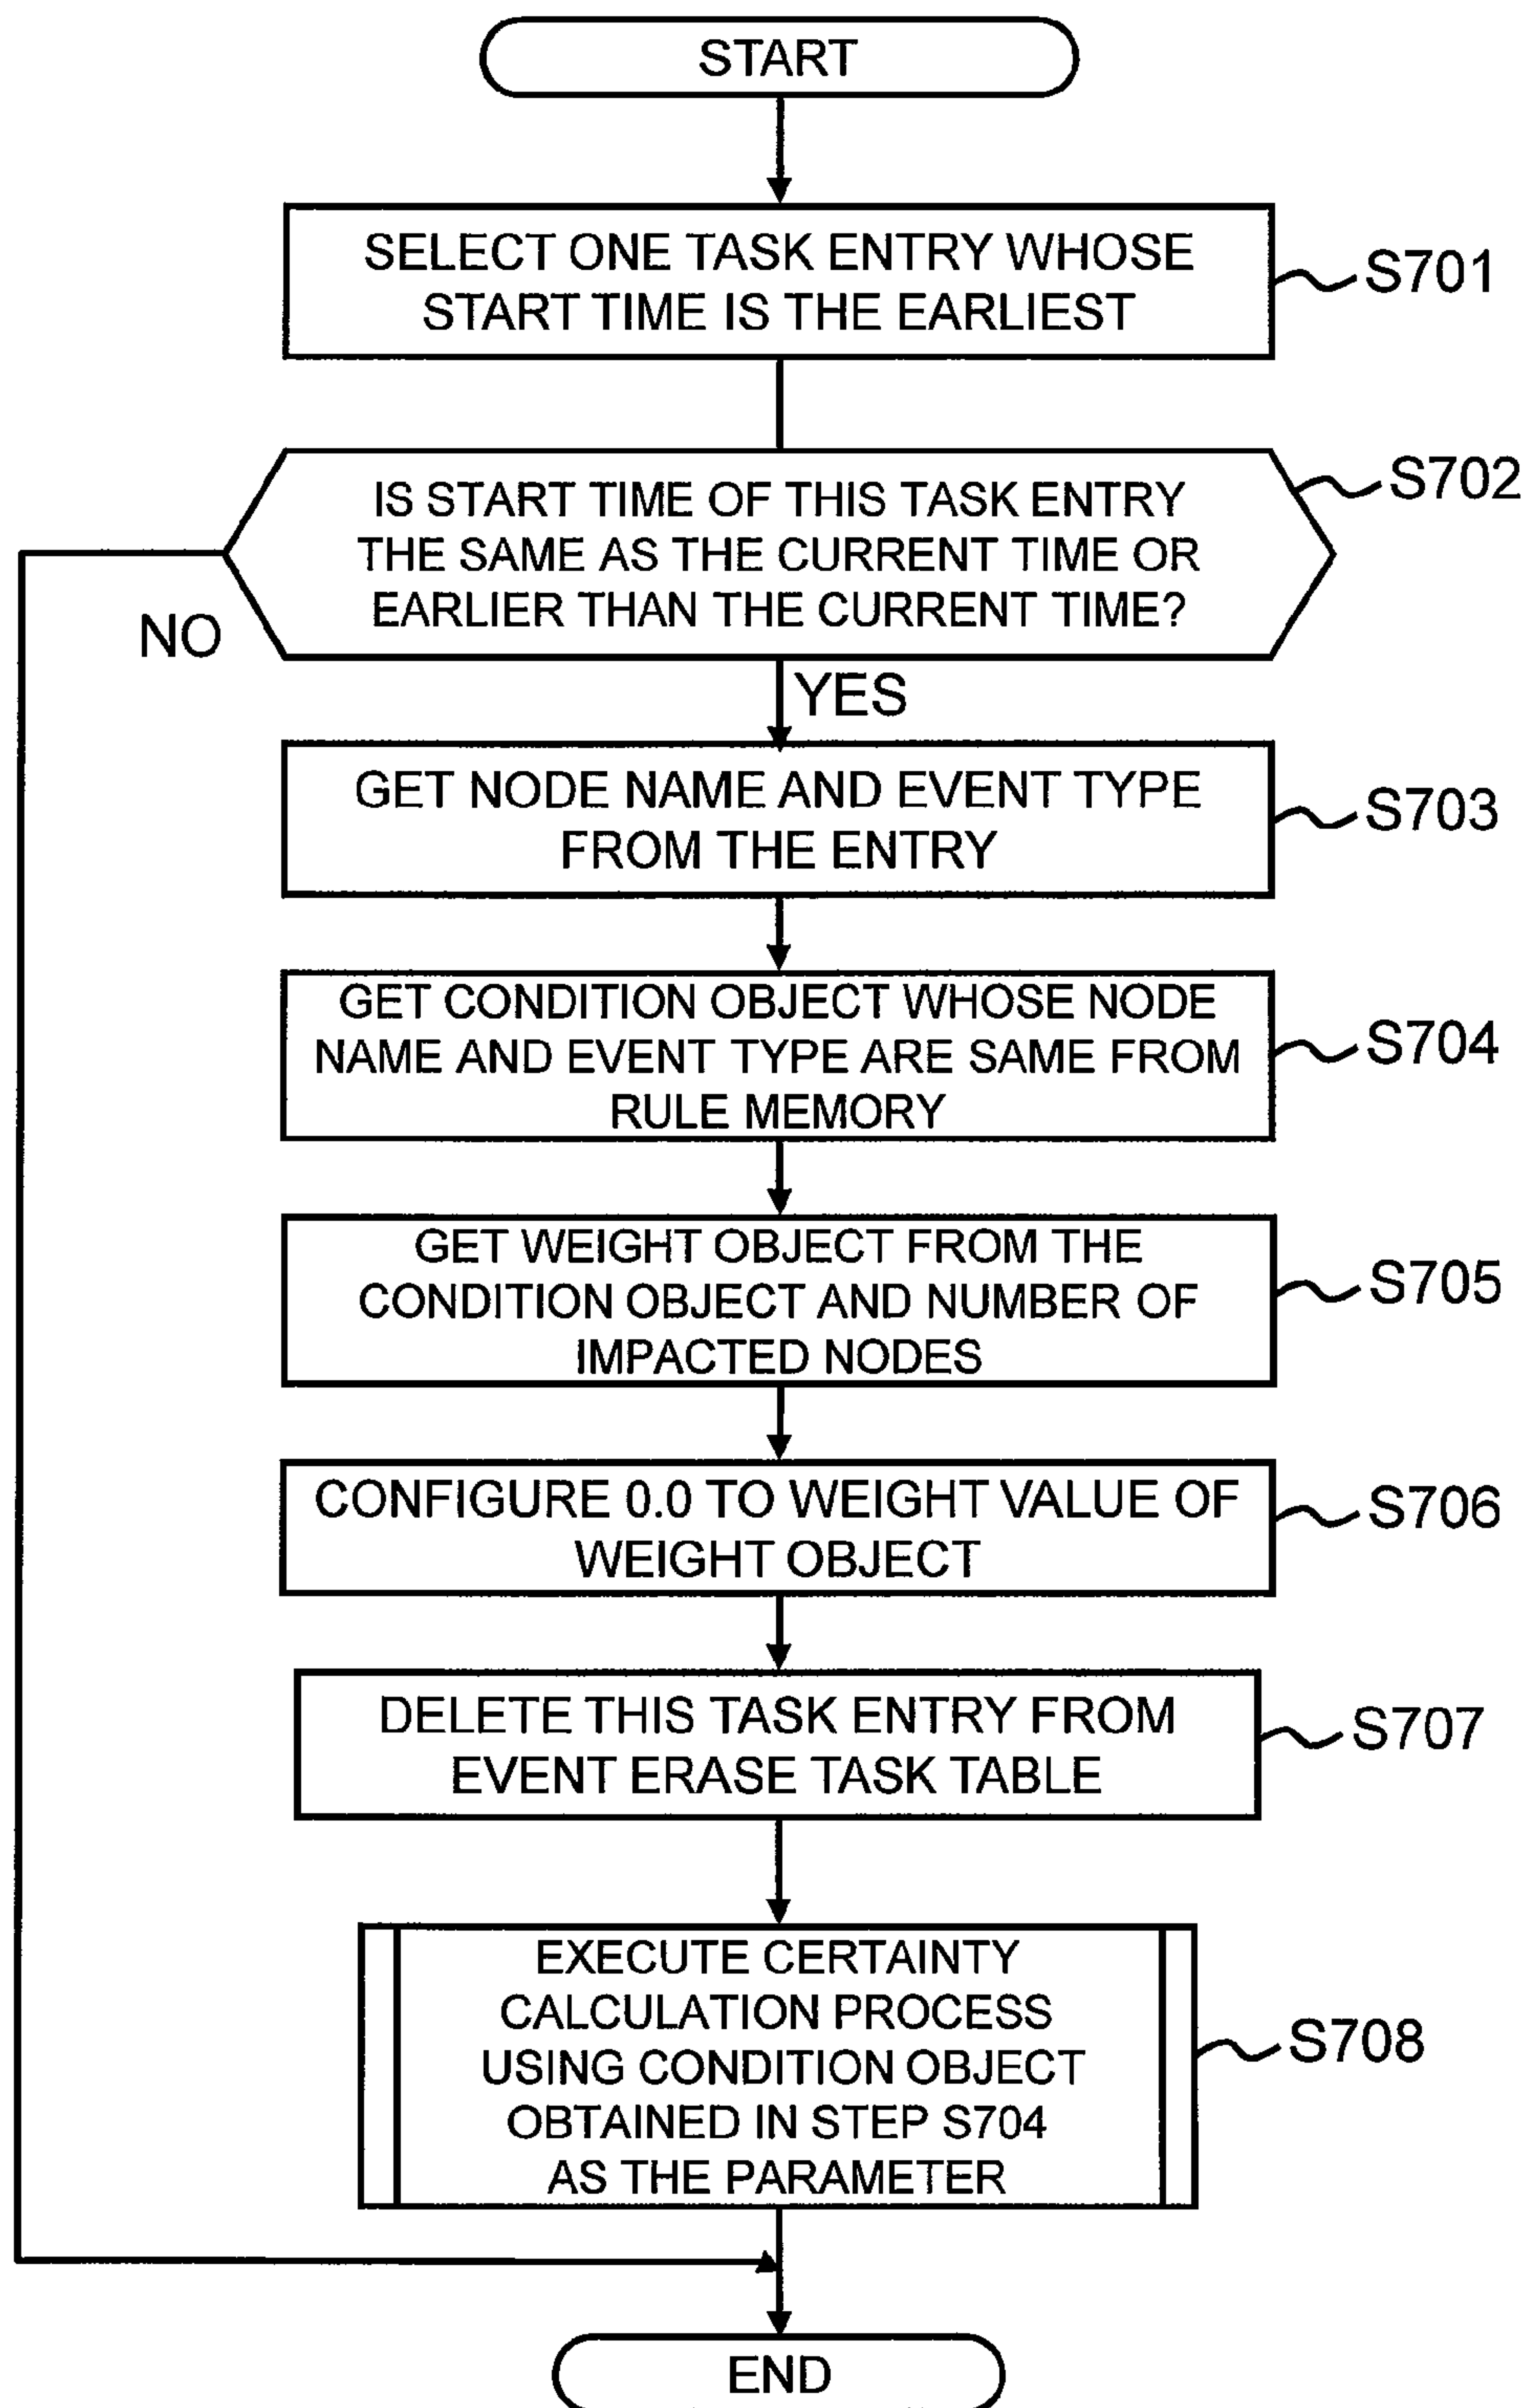 START
SELECT ONE TASK ENTRY WHOSE
START TIME IS THE EARLIEST
S701
IS START TIME OF THIS TASK ENTRY
THE SAME AS THE CURRENT TIME OR
EARLIER THAN THE CURRENT TIME?
S702
NO
YES
GET NODE NAME AND EVENT TYPE
FROM THE ENTRY
S703
GET CONDITION OBJECT WHOSE NODE
NAME AND EVENT TYPE ARE SAME FROM
RULE MEMORY
S704
GET WEIGHT OBJECT FROM THE
CONDITION OBJECT AND NUMBER OF
IMPACTED NODES
S705
CONFIGURE 0.0 TO WEIGHT VALUE OF
WEIGHT OBJECT
S706
DELETE THIS TASK ENTRY FROM
EVENT ERASE TASK TABLE
S707
EXECUTE CERTAINTY
CALCULATION PROCESS
USING CONDITION OBJECT
OBTAINED IN STEP S704
AS THE PARAMETER
S708
END